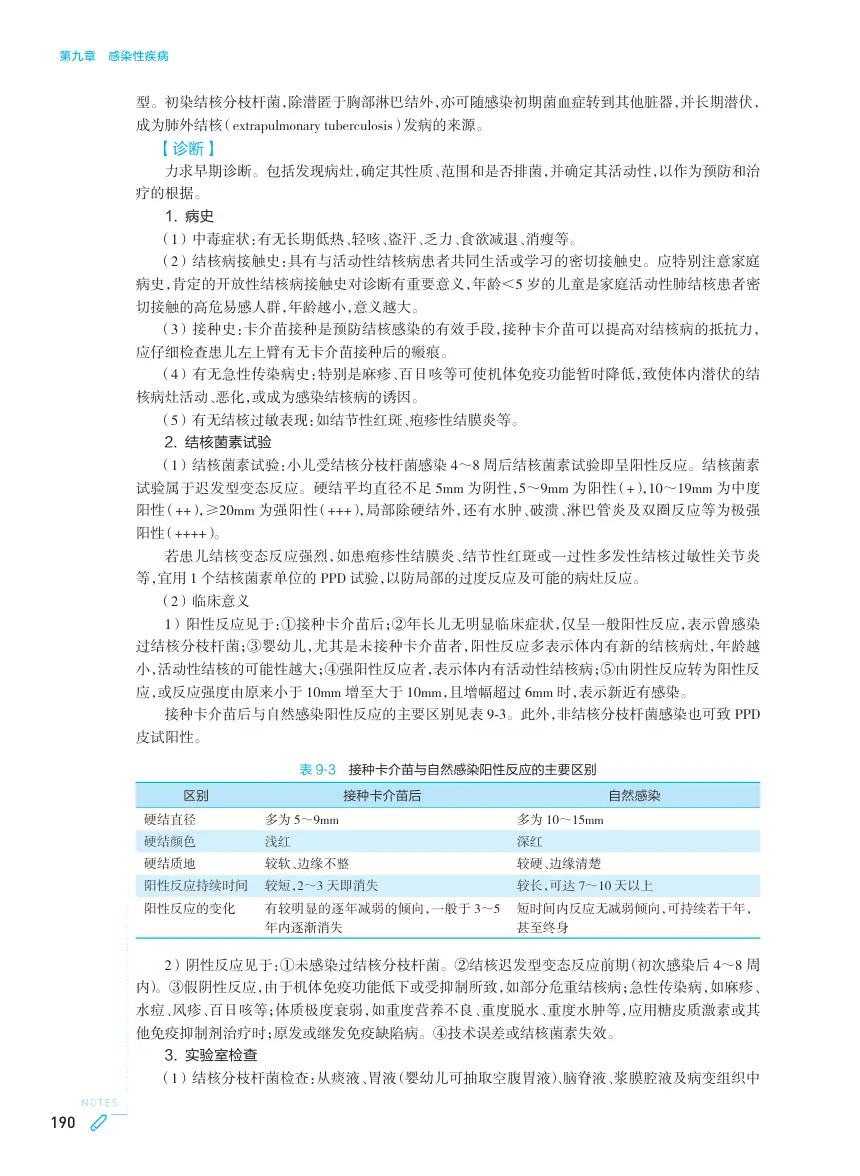 第九章 感染性疾病
型。初染结核分枝杆菌,除潜匿于胸部淋巴结外,亦可随感染初期菌血症转到其他脏器,并长期潜伏,
成为肺外结核(extrapulmonary tuberculosis)发病的来源。
【诊断】
力求早期诊断。包括发现病灶,确定其性质、范围和是否排菌,并确定其活动性,以作为预防和治
疗的根据。
1. 病史
(1)中毒症状:有无长期低热、轻咳、盗汗、乏力、食欲减退、消瘦等。
(2)结核病接触史:具有与活动性结核病患者共同生活或学习的密切接触史。应特别注意家庭
病史,肯定的开放性结核病接触史对诊断有重要意义,年龄<5 岁的儿童是家庭活动性肺结核患者密
切接触的高危易感人群,年龄越小,意义越大。
(3)接种史:卡介苗接种是预防结核感染的有效手段,接种卡介苗可以提高对结核病的抵抗力,
应仔细检查患儿左上臂有无卡介苗接种后的瘢痕。
(4)有无急性传染病史:特别是麻疹、百日咳等可使机体免疫功能暂时降低,致使体内潜伏的结
核病灶活动、恶化,或成为感染结核病的诱因。
(5)有无结核过敏表现:如结节性红斑、疱疹性结膜炎等。
2. 结核菌素试验
(1)结核菌素试验:小儿受结核分枝杆菌感染 4~8 周后结核菌素试验即呈阳性反应。结核菌素
试验属于迟发型变态反应。硬结平均直径不足 5mm 为阴性,5~9mm 为阳性(+),10~19mm 为中度
阳性(++),≥20mm 为强阳性(+++),局部除硬结外,还有水肿、破溃、淋巴管炎及双圈反应等为极强
阳性(++++)。
若患儿结核变态反应强烈,如患疱疹性结膜炎、结节性红斑或一过性多发性结核过敏性关节炎
等,宜用 1 个结核菌素单位的 PPD 试验,以防局部的过度反应及可能的病灶反应。
(2)临床意义
1)阳性反应见于:①接种卡介苗后;②年长儿无明显临床症状,仅呈一般阳性反应,表示曾感染
过结核分枝杆菌;③婴幼儿,尤其是未接种卡介苗者,阳性反应多表示体内有新的结核病灶,年龄越
小,活动性结核的可能性越大;④强阳性反应者,表示体内有活动性结核病;⑤由阴性反应转为阳性反
应,或反应强度由原来小于 10mm 增至大于 10mm,且增幅超过 6mm 时,表示新近有感染。
接种卡介苗后与自然感染阳性反应的主要区别见表 9-3。此外,非结核分枝杆菌感染也可致 PPD
皮试阳性。
表 9-3 接种卡介苗与自然感染阳性反应的主要区别
区别 接种卡介苗后 自然感染
硬结直径 多为 5~9mm 多为 10~15mm
硬结颜色 浅红 深红
硬结质地 较软、边缘不整 较硬、边缘清楚
阳性反应持续时间 较短,2~3 天即消失 较长,可达 7~10 天以上
阳性反应的变化 有较明显的逐年减弱的倾向,一般于 3~5 短时间内反应无减弱倾向,可持续若干年,
年内逐渐消失 甚至终身
2)阴性反应见于:①未感染过结核分枝杆菌。②结核迟发型变态反应前期(初次感染后 4~8 周
内)。③假阴性反应,由于机体免疫功能低下或受抑制所致,如部分危重结核病;急性传染病,如麻疹、
水痘、风疹、百日咳等;体质极度衰弱,如重度营养不良、重度脱水、重度水肿等,应用糖皮质激素或其
他免疫抑制剂治疗时;原发或继发免疫缺陷病。④技术误差或结核菌素失效。
3. 实验室检查
(1)结核分枝杆菌检查:从痰液、胃液(婴幼儿可抽取空腹胃液)、脑脊液、浆膜腔液及病变组织中
NOTES
190